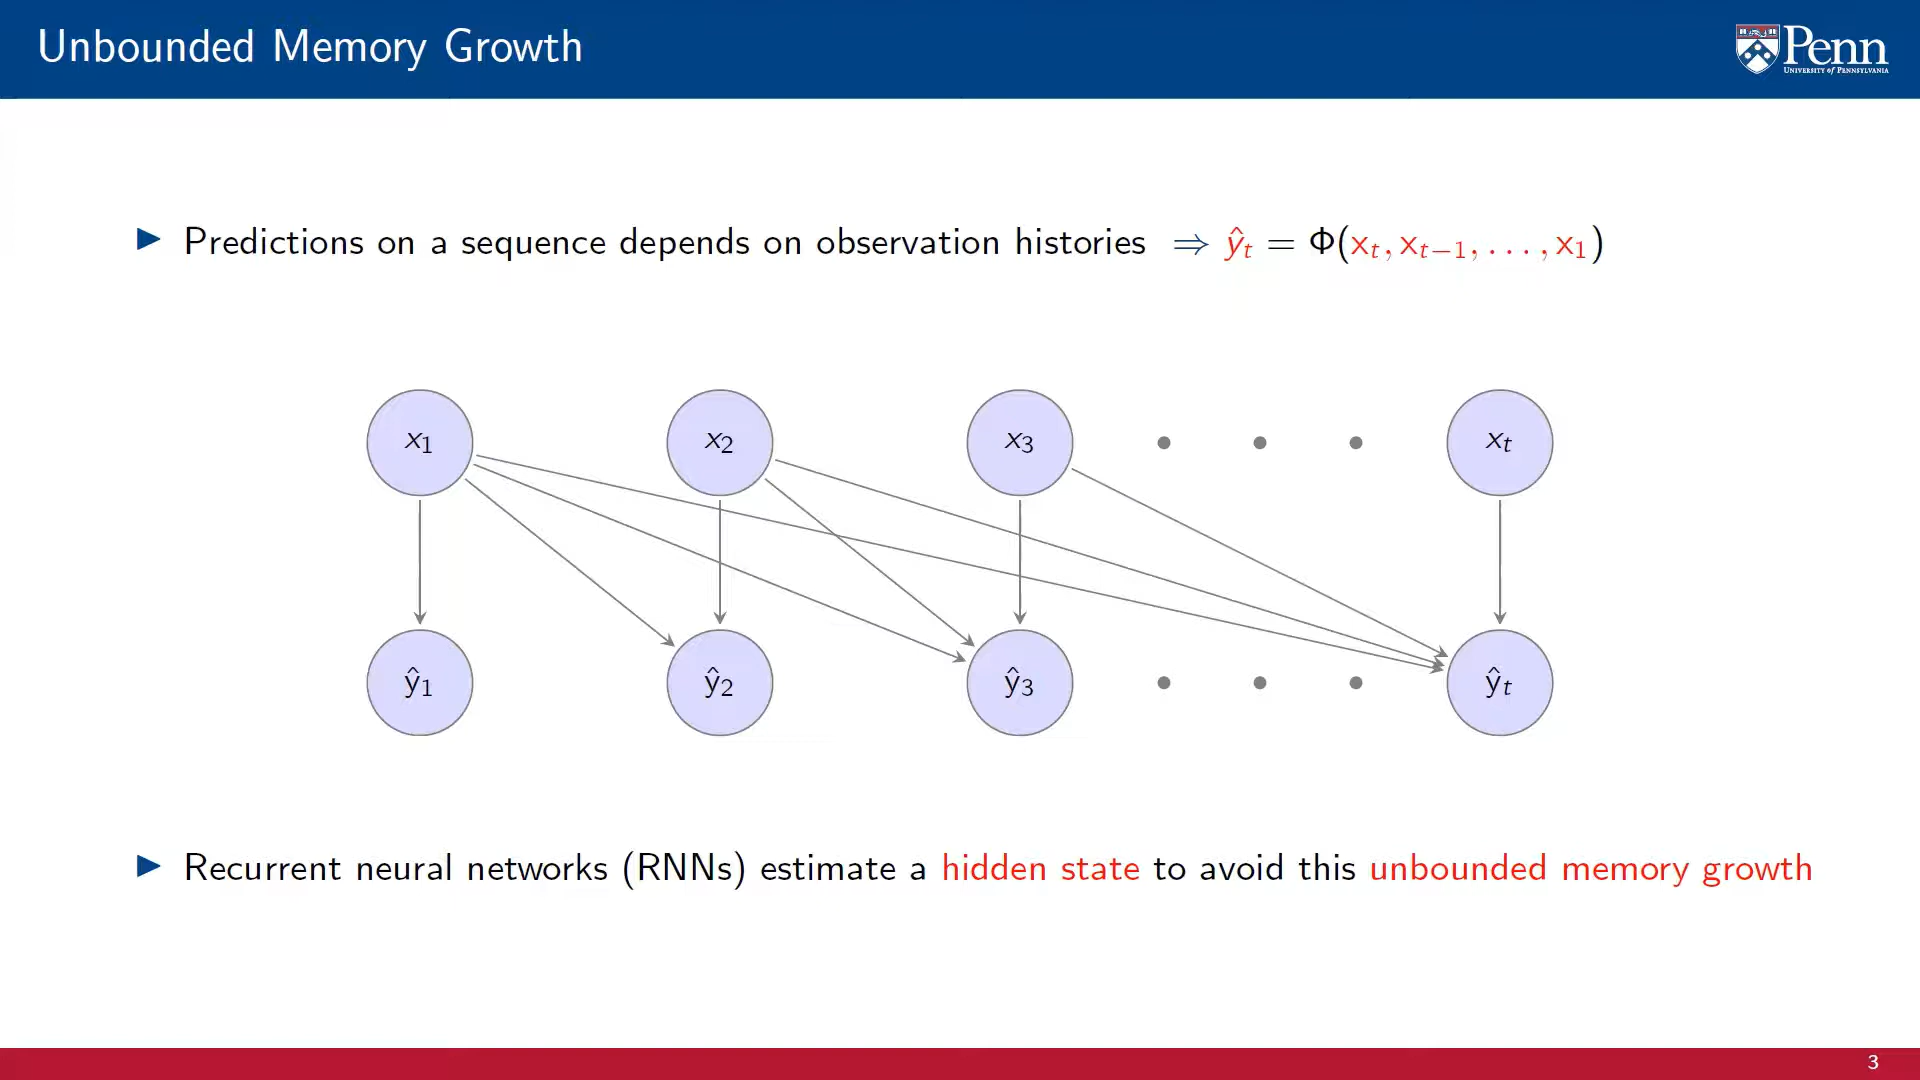 Unbounded Memory Growth
Penn
UNIVERSITY of PENNSYLVANIA
▶ Predictions on a sequence depends on observation histories ⇒ ŷₜ = Φ(xₜ, xₜ₋₁, . . . , x₁)
x₁ x₂ x₃ • • • xₜ
ŷ₁ ŷ₂ ŷ₃ • • • ŷₜ
▶ Recurrent neural networks (RNNs) estimate a hidden state to avoid this unbounded memory growth
3